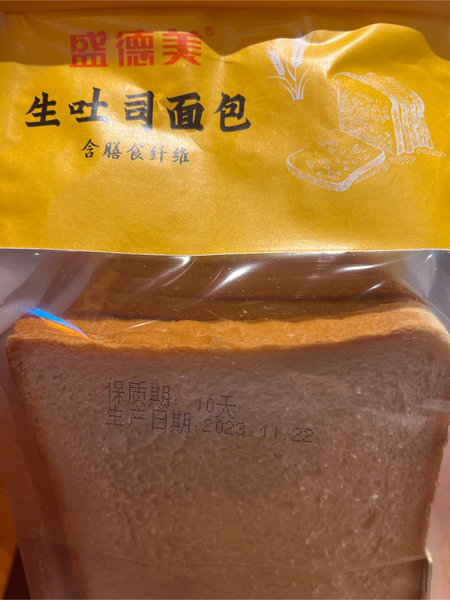 盛德美®
生吐司面包
含膳食纤维
保质期: 10天
生产日期:2023.11.22